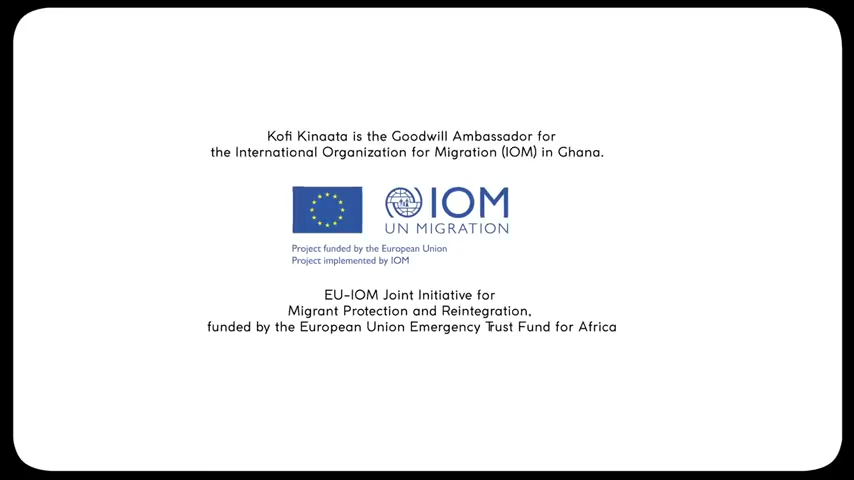 Kofi Kinaata is the Goodwill Ambassador for
the International Organization for Migration (IOM) in Ghana.
IOM
UN MIGRATION
Project funded by the European Union
Project implemented by IOM
EU-IOM Joint Initiative for
Migrant Protection and Reintegration,
funded by the European Union Emergency Trust Fund for Africa